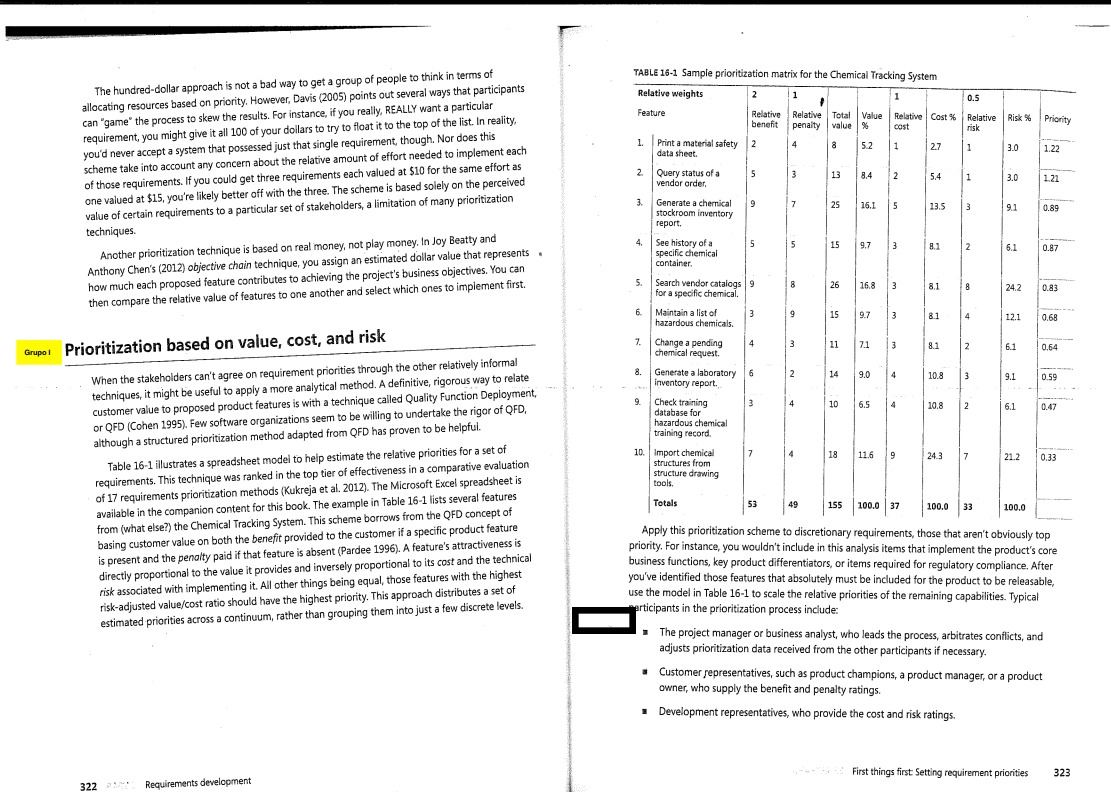 The hundred-dollar approach is not a bad way to get a group of people to think in terms of
allocating resources based on priority. However, Davis (2005) points out several ways that participants
can "game" the process to skew the results. For instance, if you really, REALLY want a particular
requirement, you might give it all 100 of your dollars to try to float it to the top of the list. In reality,
you'd never accept a system that possessed just that single requirement, though. Nor does this
scheme take into account any concern about the relative amount of effort needed to implement each
of those requirements. If you could get three requirements each valued at $10 for the same effort as
one valued at $15, you're likely better off with the three. The scheme is based solely on the perceived
value of certain requirements to a particular set of stakeholders, a limitation of many prioritization
techniques.
Another prioritization technique is based on real money, not play money. In Joy Beatty and
Anthony Chen's (2012) objective chain technique, you assign an estimated dollar value that represents
how much each proposed feature contributes to achieving the project's business objectives. You can
then compare the relative value of features to one another and select which ones to implement first.
Grupo I
Prioritization based on value, cost, and risk
When the stakeholders can't agree on requirement priorities through the other relatively informal
techniques, it might be useful to apply a more analytical method. A definitive, rigorous way to relate
customer value to proposed product features is with a technique called Quality Function Deployment,
or QFD (Cohen 1995). Few software organizations seem to be willing to undertake the rigor of QFD,
although a structured prioritization method adapted from QFD has proven to be helpful.
Table 16-1 illustrates a spreadsheet model to help estimate the relative priorities for a set of
requirements. This technique was ranked in the top tier of effectiveness in a comparative evaluation
of 17 requirements prioritization methods (Kukreja et al. 2012). The Microsoft Excel spreadsheet is
available in the companion content for this book. The example in Table 16-1 lists several features
from (what else?) the Chemical Tracking System. This scheme borrows from the QFD concept of
basing customer value on both the benefit provided to the customer if a specific product feature
is present and the penalty paid if that feature is absent (Pardee 1996). A feature's attractiveness is
directly proportional to the value it provides and inversely proportional to its cost and the technical
risk associated with implementing it. All other things being equal, those features with the highest
risk-adjusted value/cost ratio should have the highest priority. This approach distributes a set of
estimated priorities across a continuum, rather than grouping them into just a few discrete levels.
322 Requirements development
TABLE 16-1 Sample prioritization matrix for the Chemical Tracking System
Relative weights 2 1 1 0.5
Feature Relative Relative Total Value Relative Cost % Relative Risk % Priority
benefit penalty value % cost risk
1. Print a material safety 2 4 8 5.2 1 2.7 1 3.0 1.22
data sheet.
2. Query status of a 5 3 13 8.4 2 5.4 1 3.0 1.21
vendor order.
3. Generate a chemical 9 7 25 16.1 5 13.5 3 9.1 0.89
stockroom inventory
report.
4. See history of a 5 5 15 9.7 3 8.1 2 6.1 0.87
specific chemical
container.
5. Search vendor catalogs 9 8 26 16.8 3 8.1 8 24.2 0.83
for a specific chemical.
6. Maintain a list of 3 9 15 9.7 3 8.1 4 12.1 0.68
hazardous chemicals.
7. Change a pending 4 3 11 7.1 3 8.1 2 6.1 0.64
chemical request.
8. Generate a laboratory 6 2 14 9.0 4 10.8 3 9.1 0.59
inventory report.
9. Check training 3 4 10 6.5 4 10.8 2 6.1 0.47
database for
hazardous chemical
training record.
10. Import chemical 7 4 18 11.6 9 24.3 7 21.2 0.33
structures from
structure drawing
tools.
Totals 53 49 155 100.0 37 100.0 33 100.0
Apply this prioritization scheme to discretionary requirements, those that aren't obviously top
priority. For instance, you wouldn't include in this analysis items that implement the product's core
business functions, key product differentiators, or items required for regulatory compliance. After
you've identified those features that absolutely must be included for the product to be releasable,
use the model in Table 16-1 to scale the relative priorities of the remaining capabilities. Typical
participants in the prioritization process include:
■ The project manager or business analyst, who leads the process, arbitrates conflicts, and
adjusts prioritization data received from the other participants if necessary.
■ Customer representatives, such as product champions, a product manager, or a product
owner, who supply the benefit and penalty ratings.
■ Development representatives, who provide the cost and risk ratings.
First things first: Setting requirement priorities 323